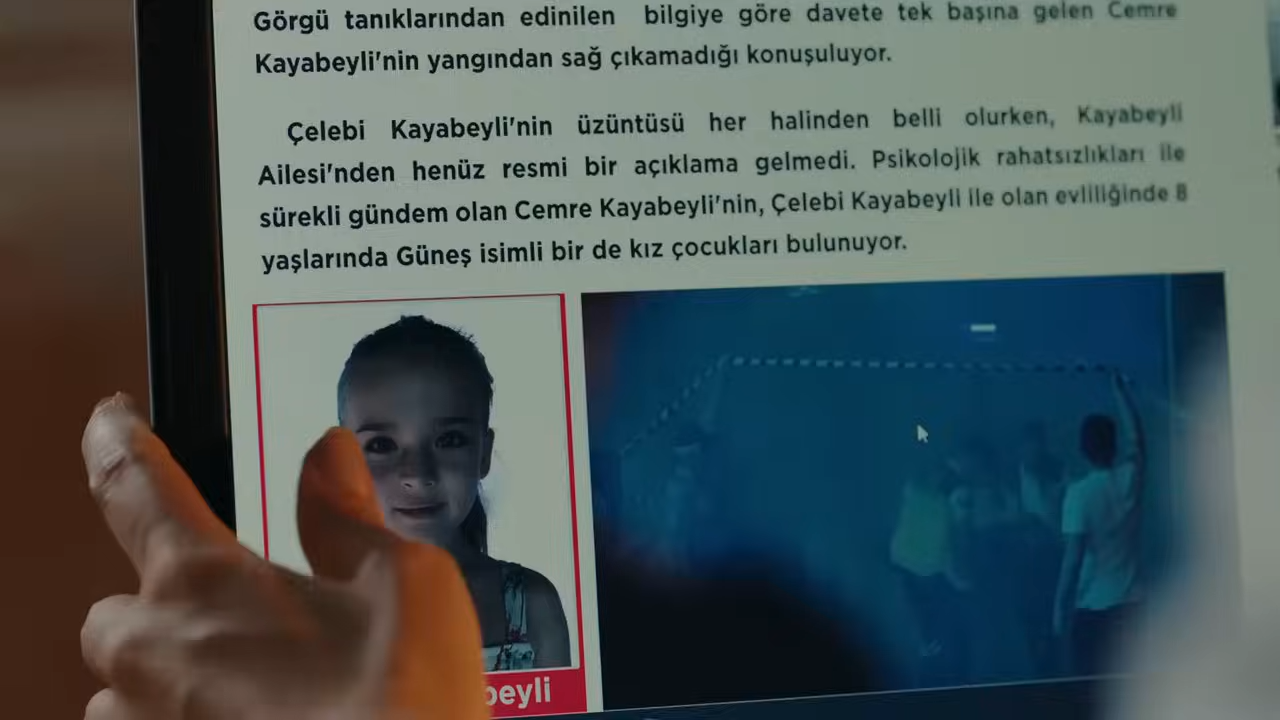 Görgü tanıklarından edinilen bilgiye göre davete tek başına gelen Cemre
Kayabeyli'nin yangından sağ çıkamadığı konuşuluyor.
Çelebi Kayabeyli'nin üzüntüsü her halinden belli olurken, Kayabeyli
Ailesi'nden henüz resmi bir açıklama gelmedi. Psikolojik rahatsızlıkları ile
sürekli gündem olan Cemre Kayabeyli'nin, Çelebi Kayabeyli ile olan evliliğinde 8
yaşlarında Güneş isimli bir de kız çocukları bulunuyor.
beyli